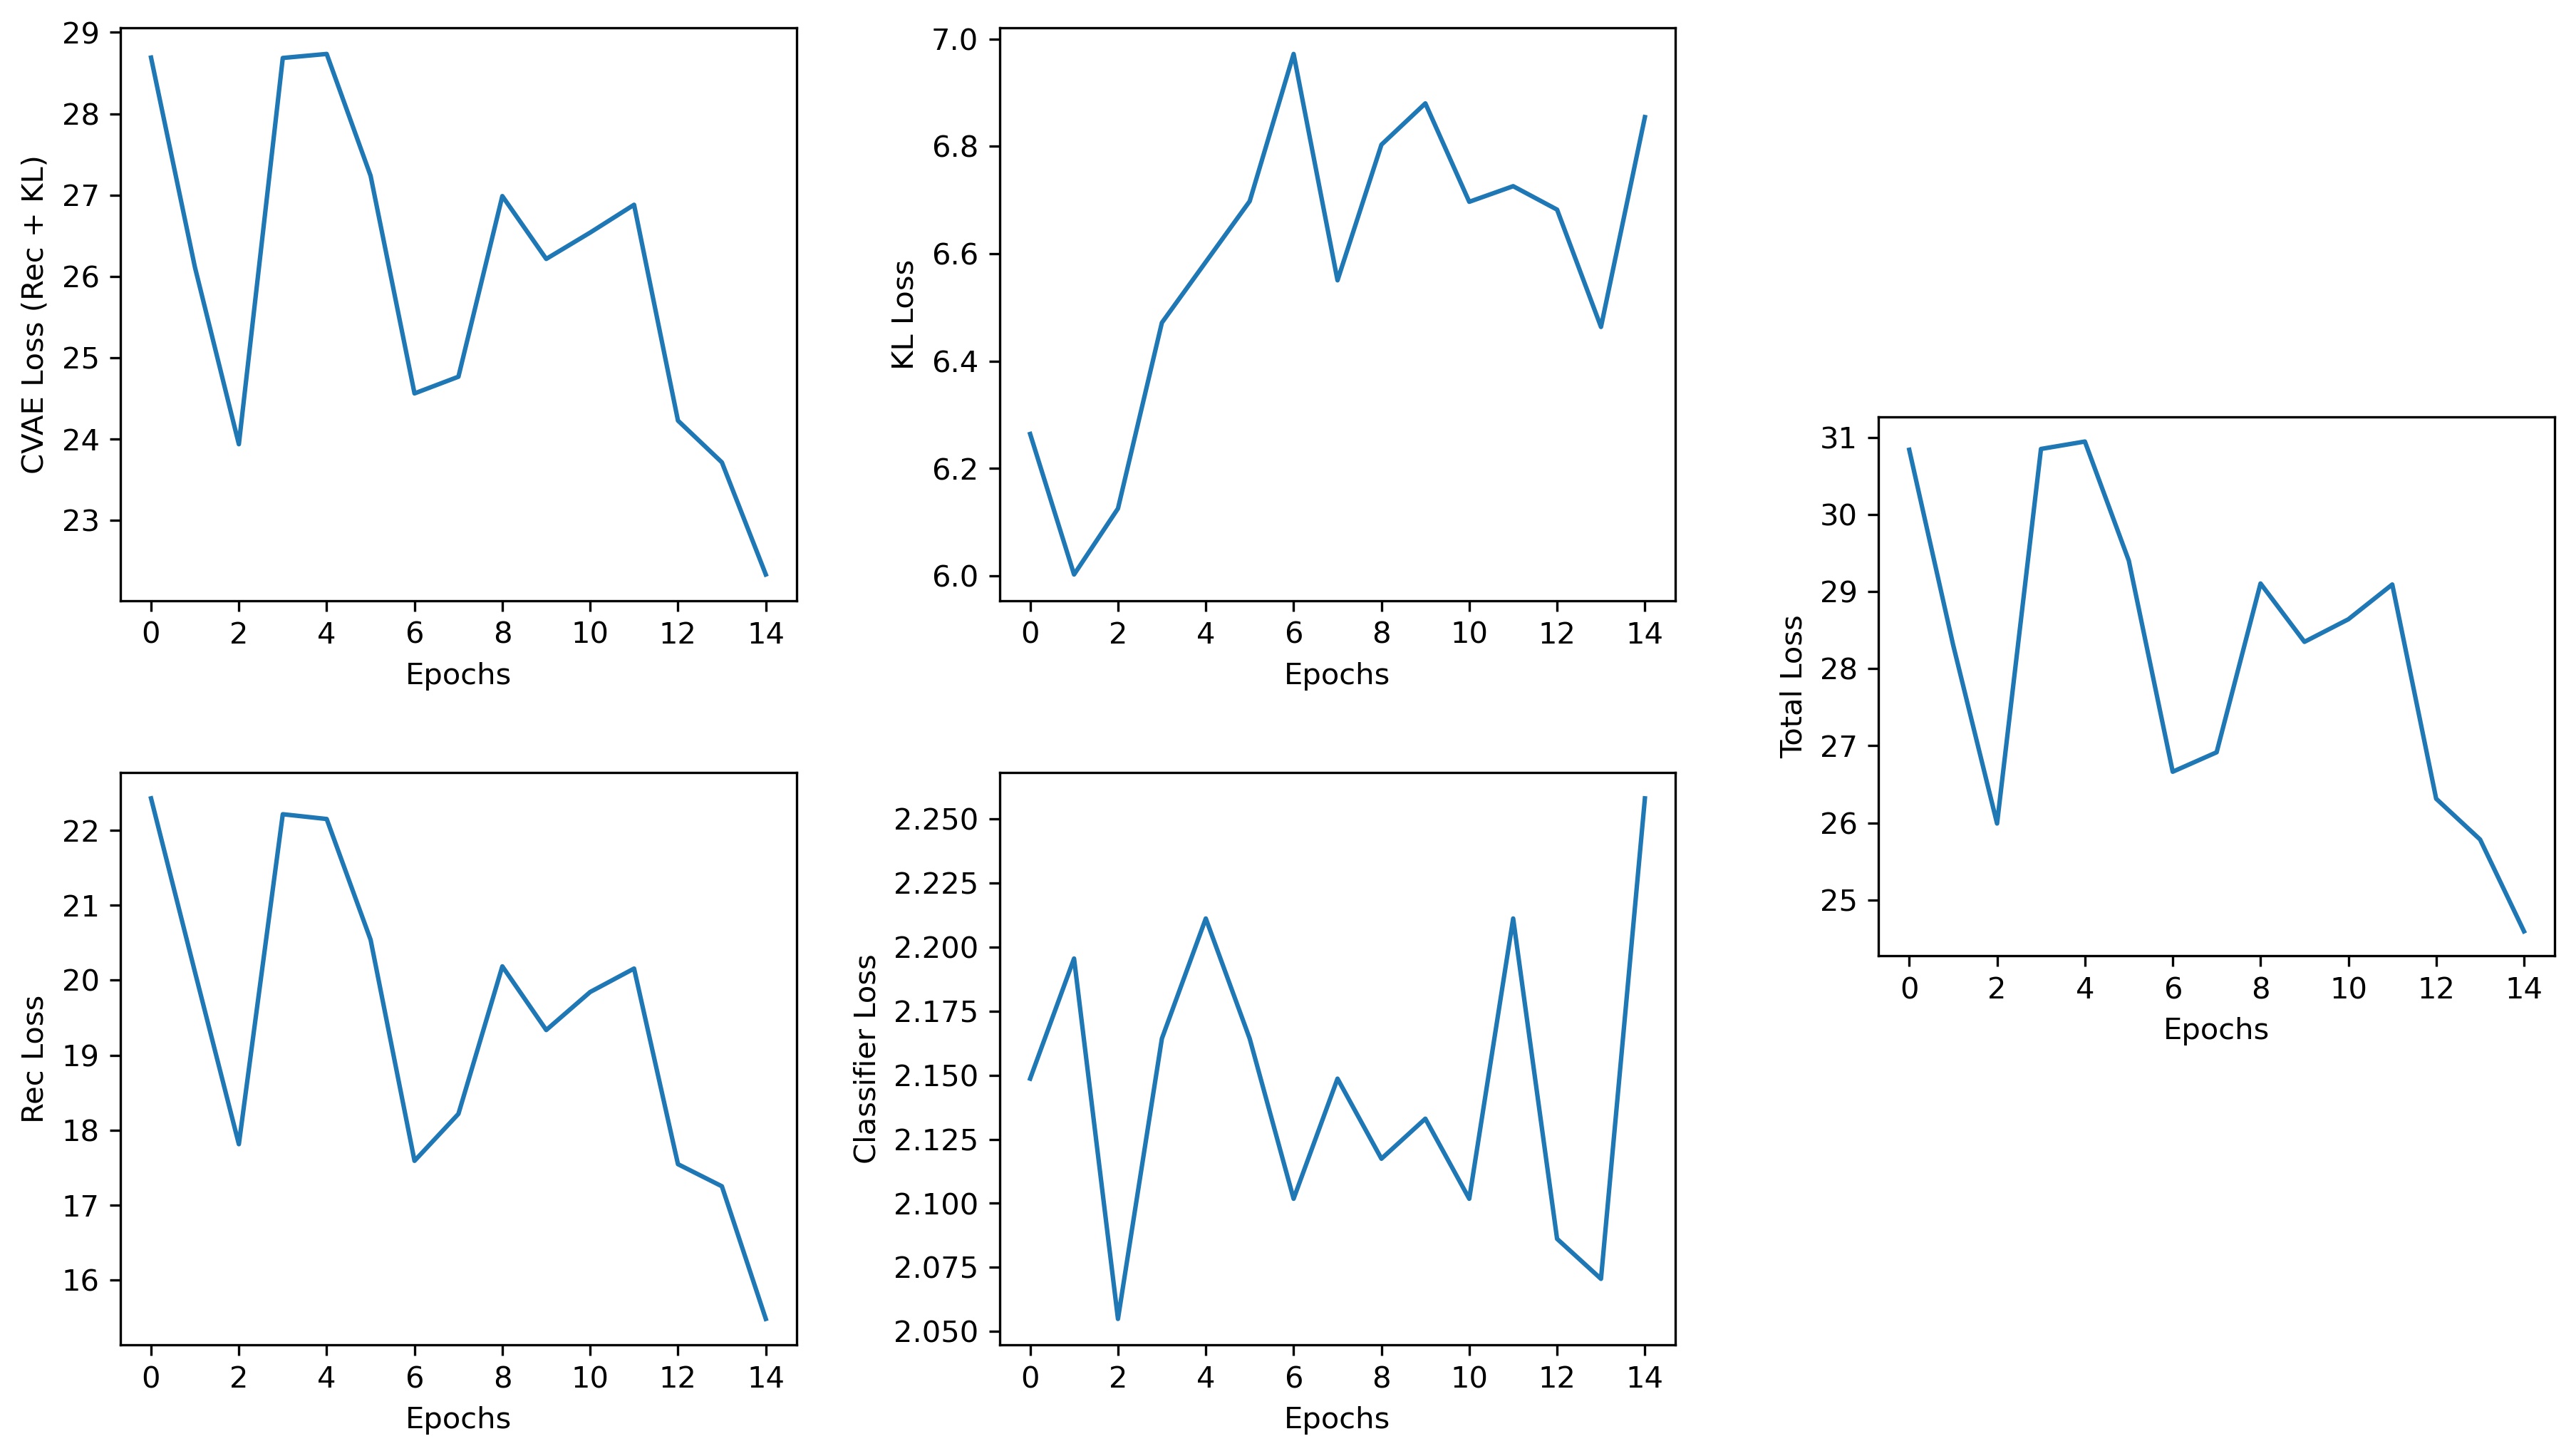 29
28
27
26
25
24
23
CVAE Loss (Rec + KL)
0 2 4 6 8 10 12 14
Epochs
7.0
6.8
6.6
6.4
6.2
6.0
KL Loss
0 2 4 6 8 10 12 14
Epochs
22
21
20
19
18
17
16
Rec Loss
0 2 4 6 8 10 12 14
Epochs
2.250
2.225
2.200
2.175
2.150
2.125
2.100
2.075
2.050
Classifier Loss
0 2 4 6 8 10 12 14
Epochs
31
30
29
28
27
26
25
Total Loss
0 2 4 6 8 10 12 14
Epochs